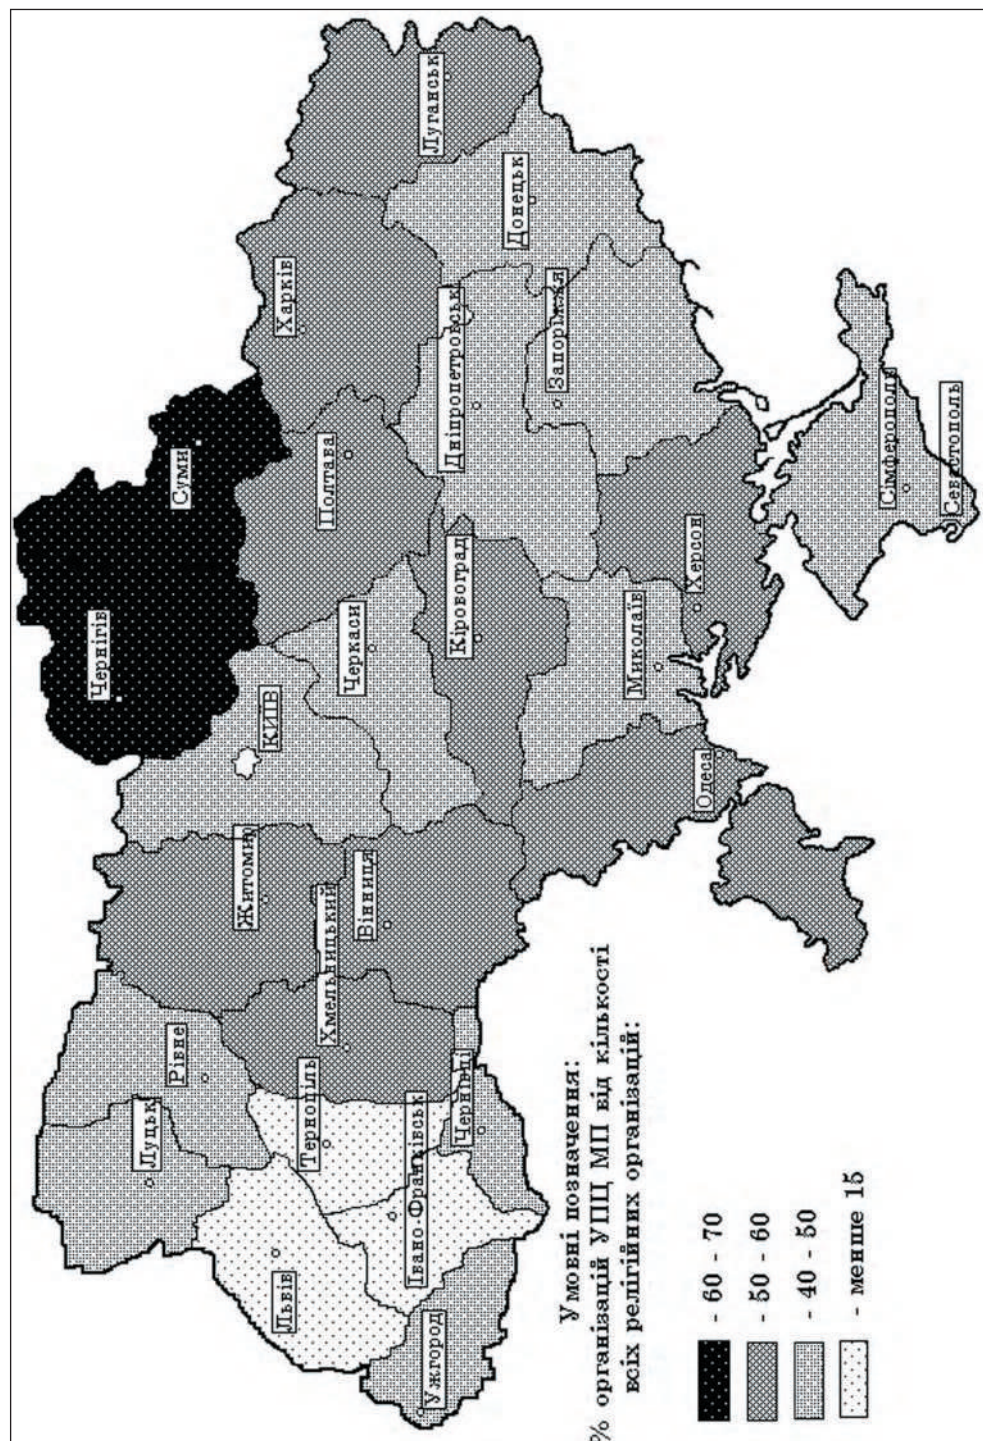 Чернігів
Суми
Луцьк
Рівне
Житомир
КИЇВ
Харків
Луганськ
Львів
Тернопіль
Хмельницький
Вінниця
Черкаси
Полтава
Ужгород
Івано-Франківськ
Чернівці
Кіровоград
Дніпропетровськ
Донецьк
Запоріжжя
Одеса
Миколаїв
Херсон
Сімферополь
Севастополь
Умовні позначення:
% організацій УПЦ МП від кількості
всіх релігійних організацій:
- 60 - 70
- 50 - 60
- 40 - 50
- менше 15